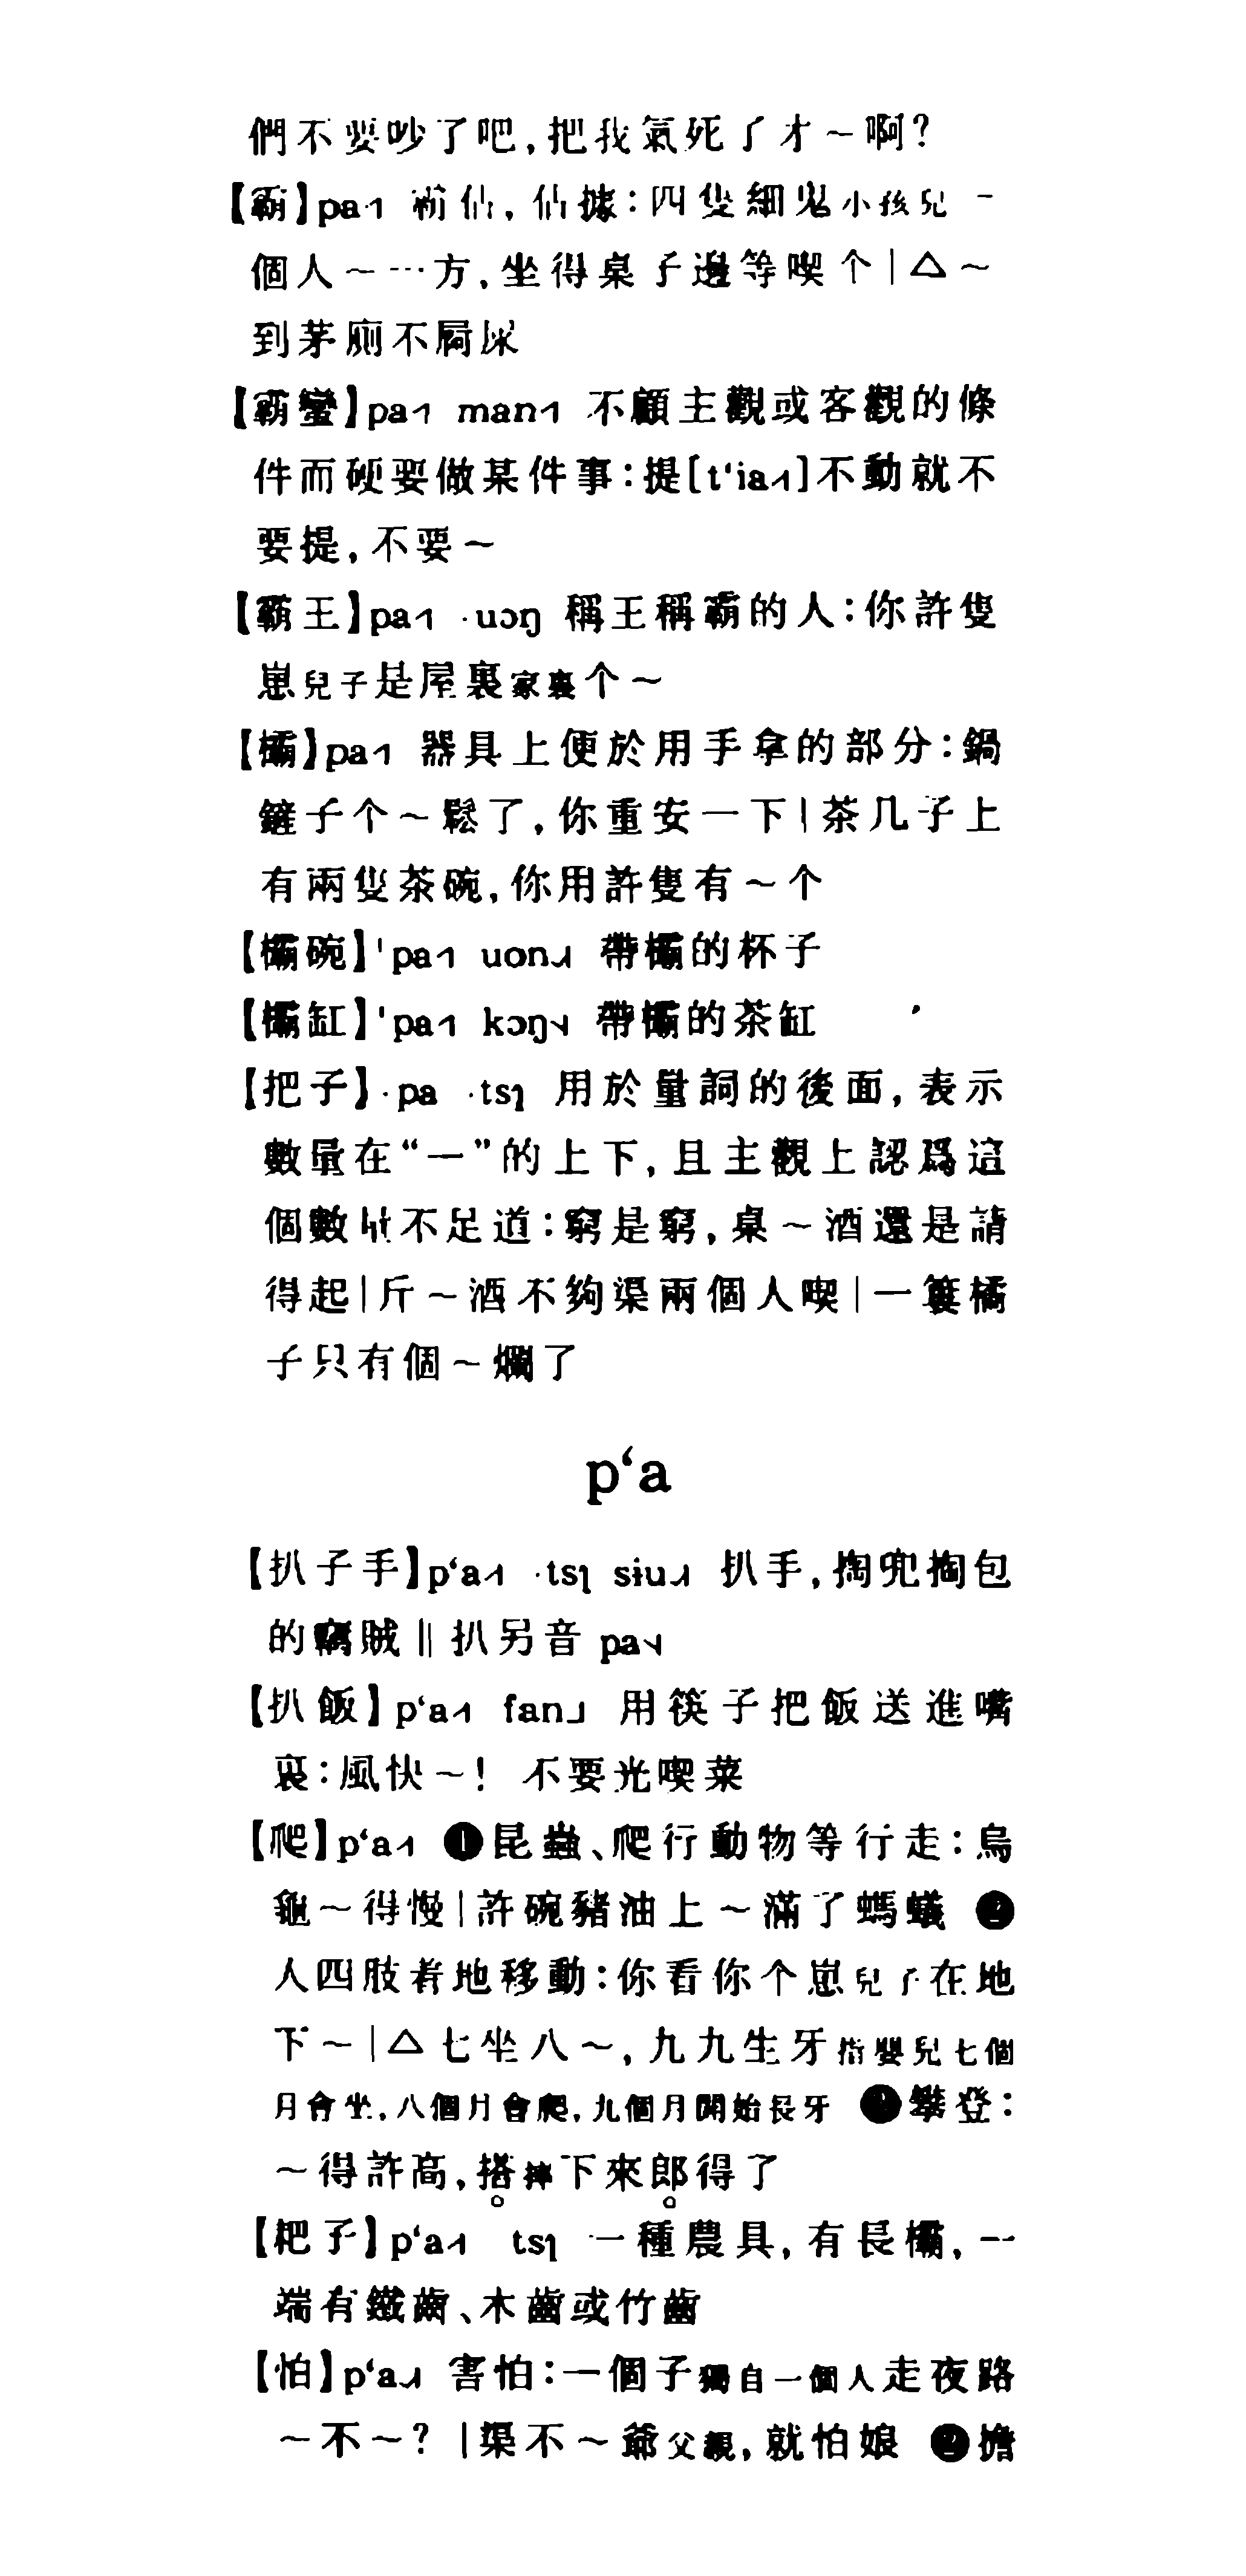 們不要吵了吧,把我氣死了才～啊?
【霸】pa˧˥ 霸佔,佔據:四隻細鬼小孩兒一
個人～一方,坐得桌子邊等喫个|△～
到茅廁不屙屎
【霸蠻】pa˧˥ man˧˥ 不顧主觀或客觀的條
件而硬要做某件事:提[t‘ia˧˥]不動就不
要提,不要～
【霸王】pa˧˥ ·uɔŋ 稱王稱霸的人:你許隻
崽兒子是屋裏家裏个～
【欛】pa˧˥ 器具上便於用手拿的部分:鍋
鏟子个～鬆了,你重安一下|茶几子上
有兩隻茶碗,你用許隻有～个
【欛碗】ˈpa˧˥ uon 帶欛的杯子
【欛缸】ˈpa˧˥ kɔŋ 帶欛的茶缸
【把子】·pa ·tsɿ 用於量詞的後面,表示
數量在“一”的上下,且主觀上認爲這
個數量不足道:窮是窮,桌～酒還是請
得起|斤～酒不夠渠兩個人喫|一簍橘
子只有個～爛了
p‘a
【扒子手】p‘a ·tsɿ siu 扒手,掏兜掏包
的竊賊‖扒另音 pa
【扒飯】p‘a fan 用筷子把飯送進嘴
裏:風快～! 不要光喫菜
【爬】p‘a ❶昆蟲、爬行動物等行走:烏
龜～得慢|許碗豬油上～滿了螞蟻 ❷
人四肢着地移動:你看你个崽兒子在地
下～|△七坐八～,九九生牙指嬰兒七個
月會坐,八個月會爬,九個月開始長牙 ❸攀登:
～得許高,搭摔下來郎得了
【耙子】p‘a tsɿ 一種農具,有長欛,一
端有鐵齒、木齒或竹齒
【怕】p‘a 害怕:一個子獨自一個人走夜路
～不～? |渠不～爺父親,就怕娘 ❷擔